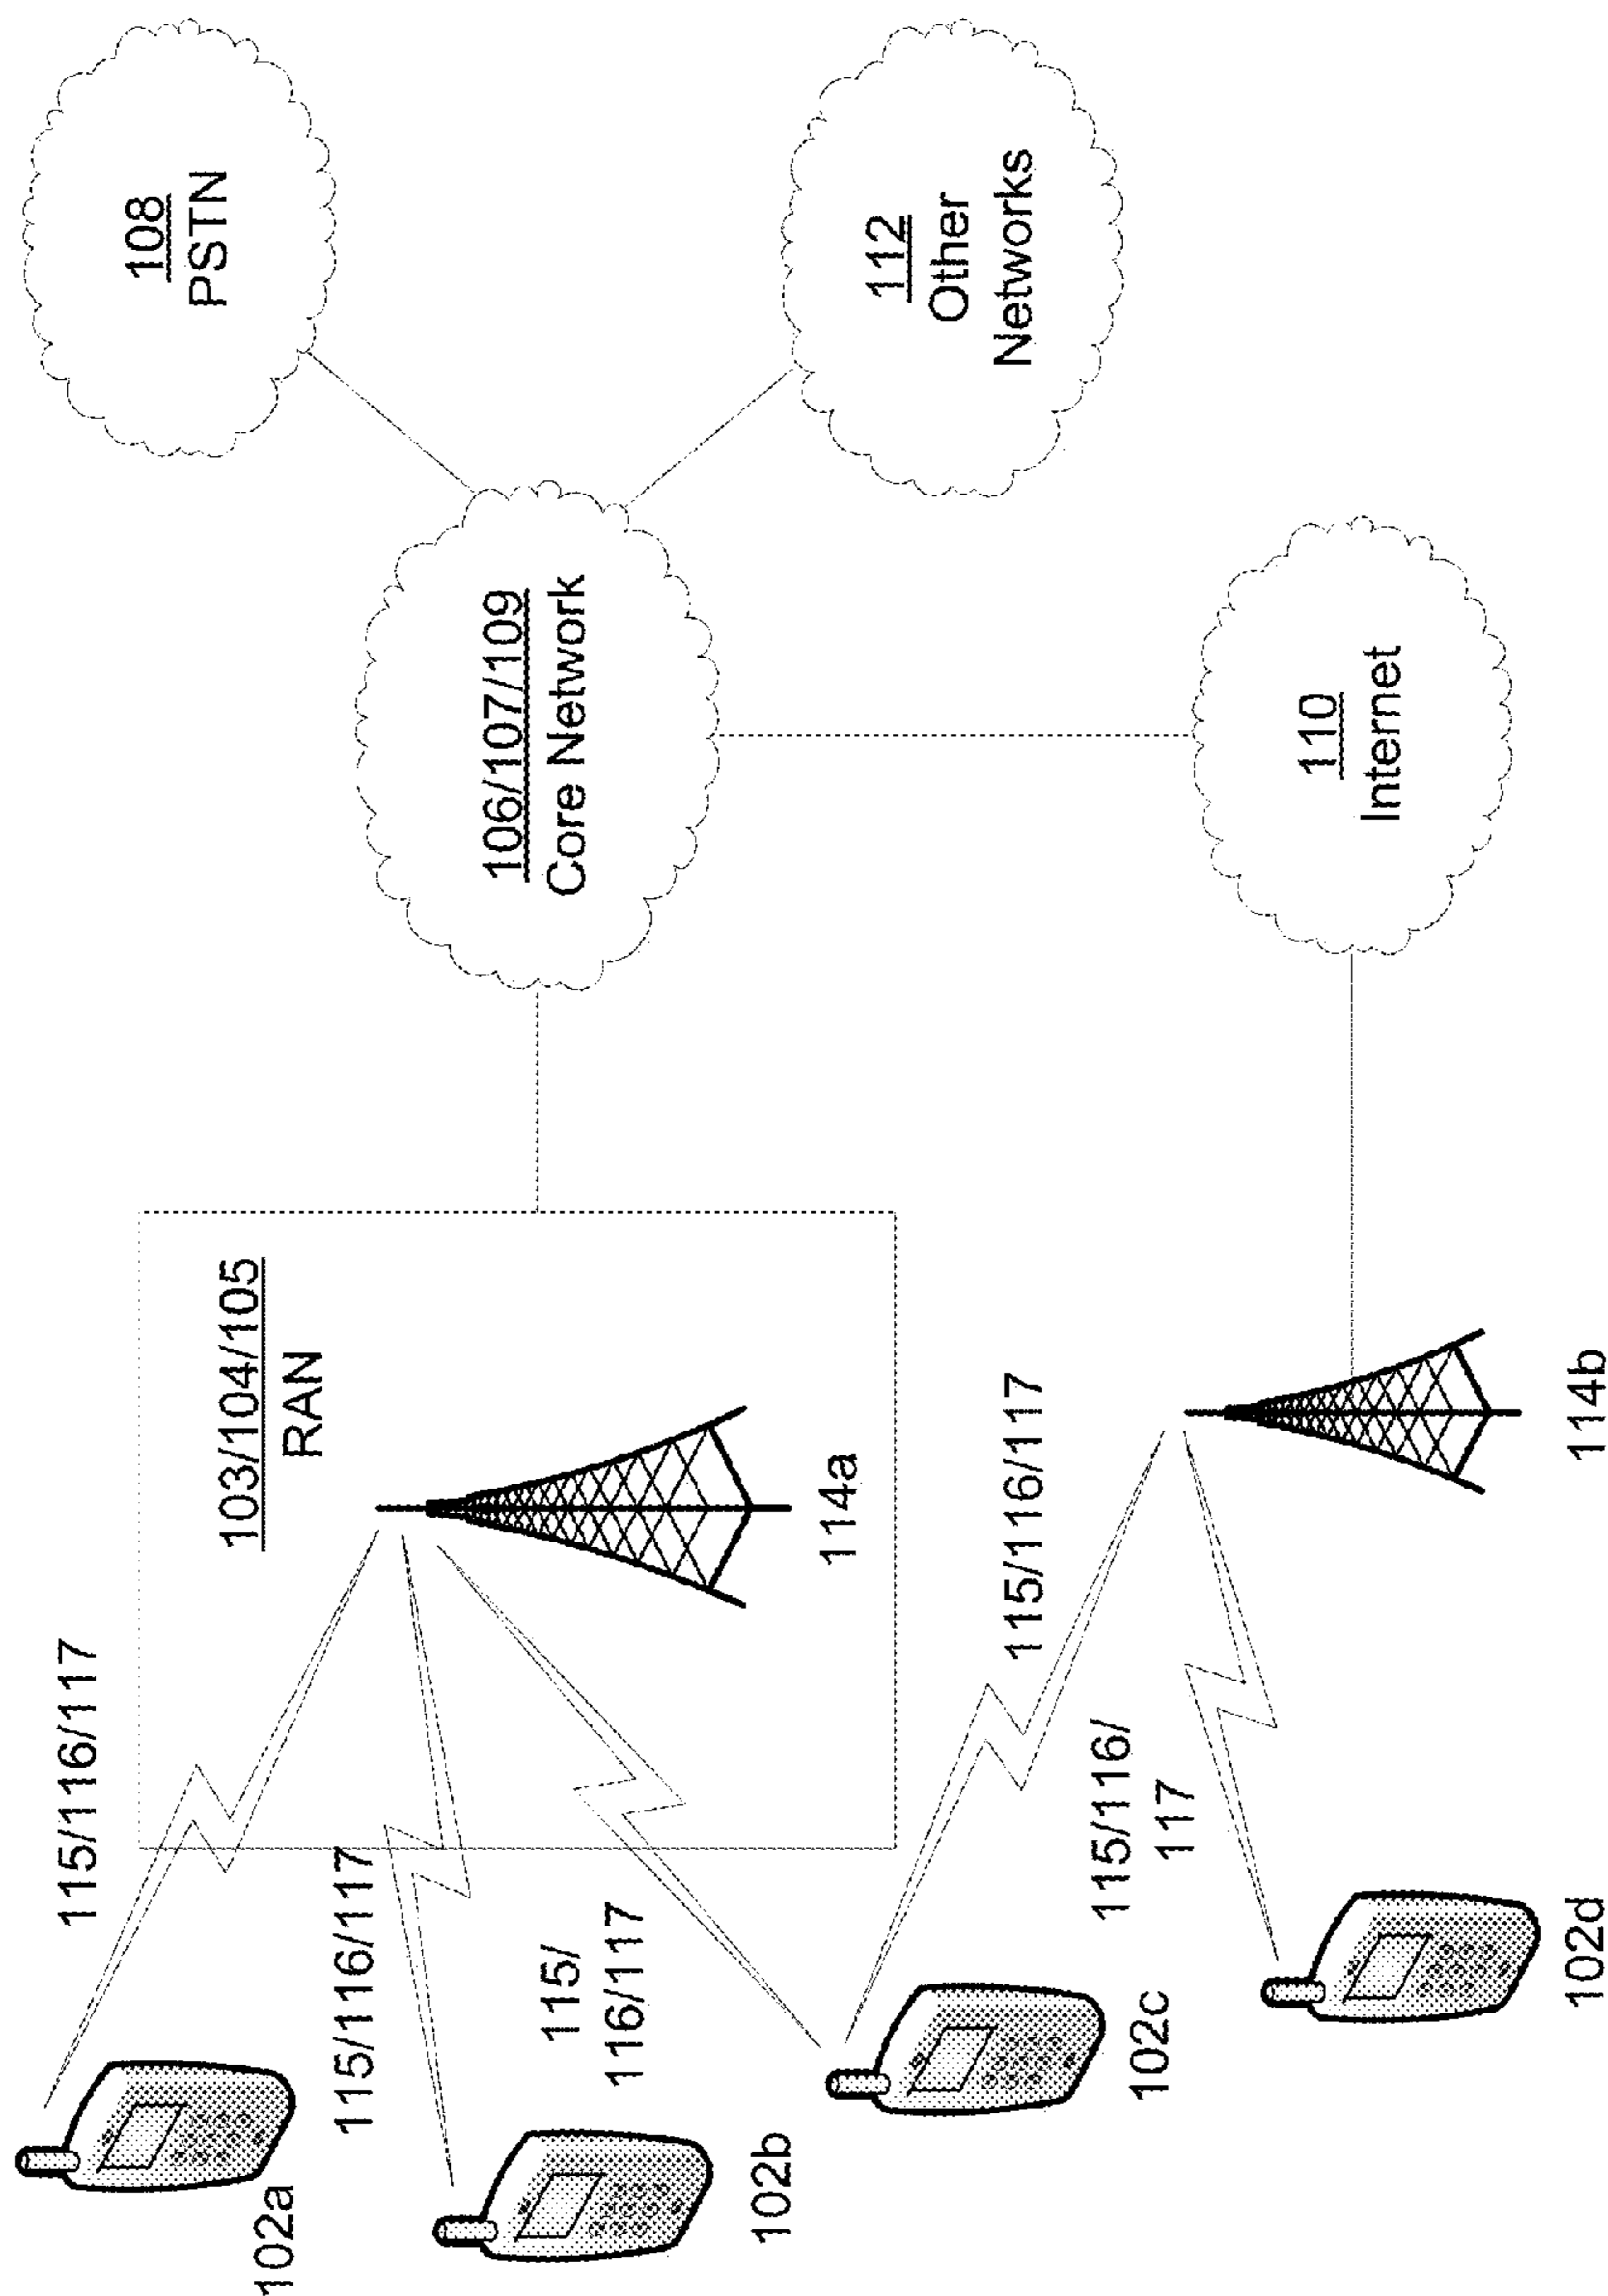 115/116/117
103/104/105
RAN
108
PSTN
102a
115/116/117
106/107/109
Core Network
115/
116/117
114a
102b
112
Other
Networks
115/116/117
102c
115/116/
117
110
Internet
102d
114b